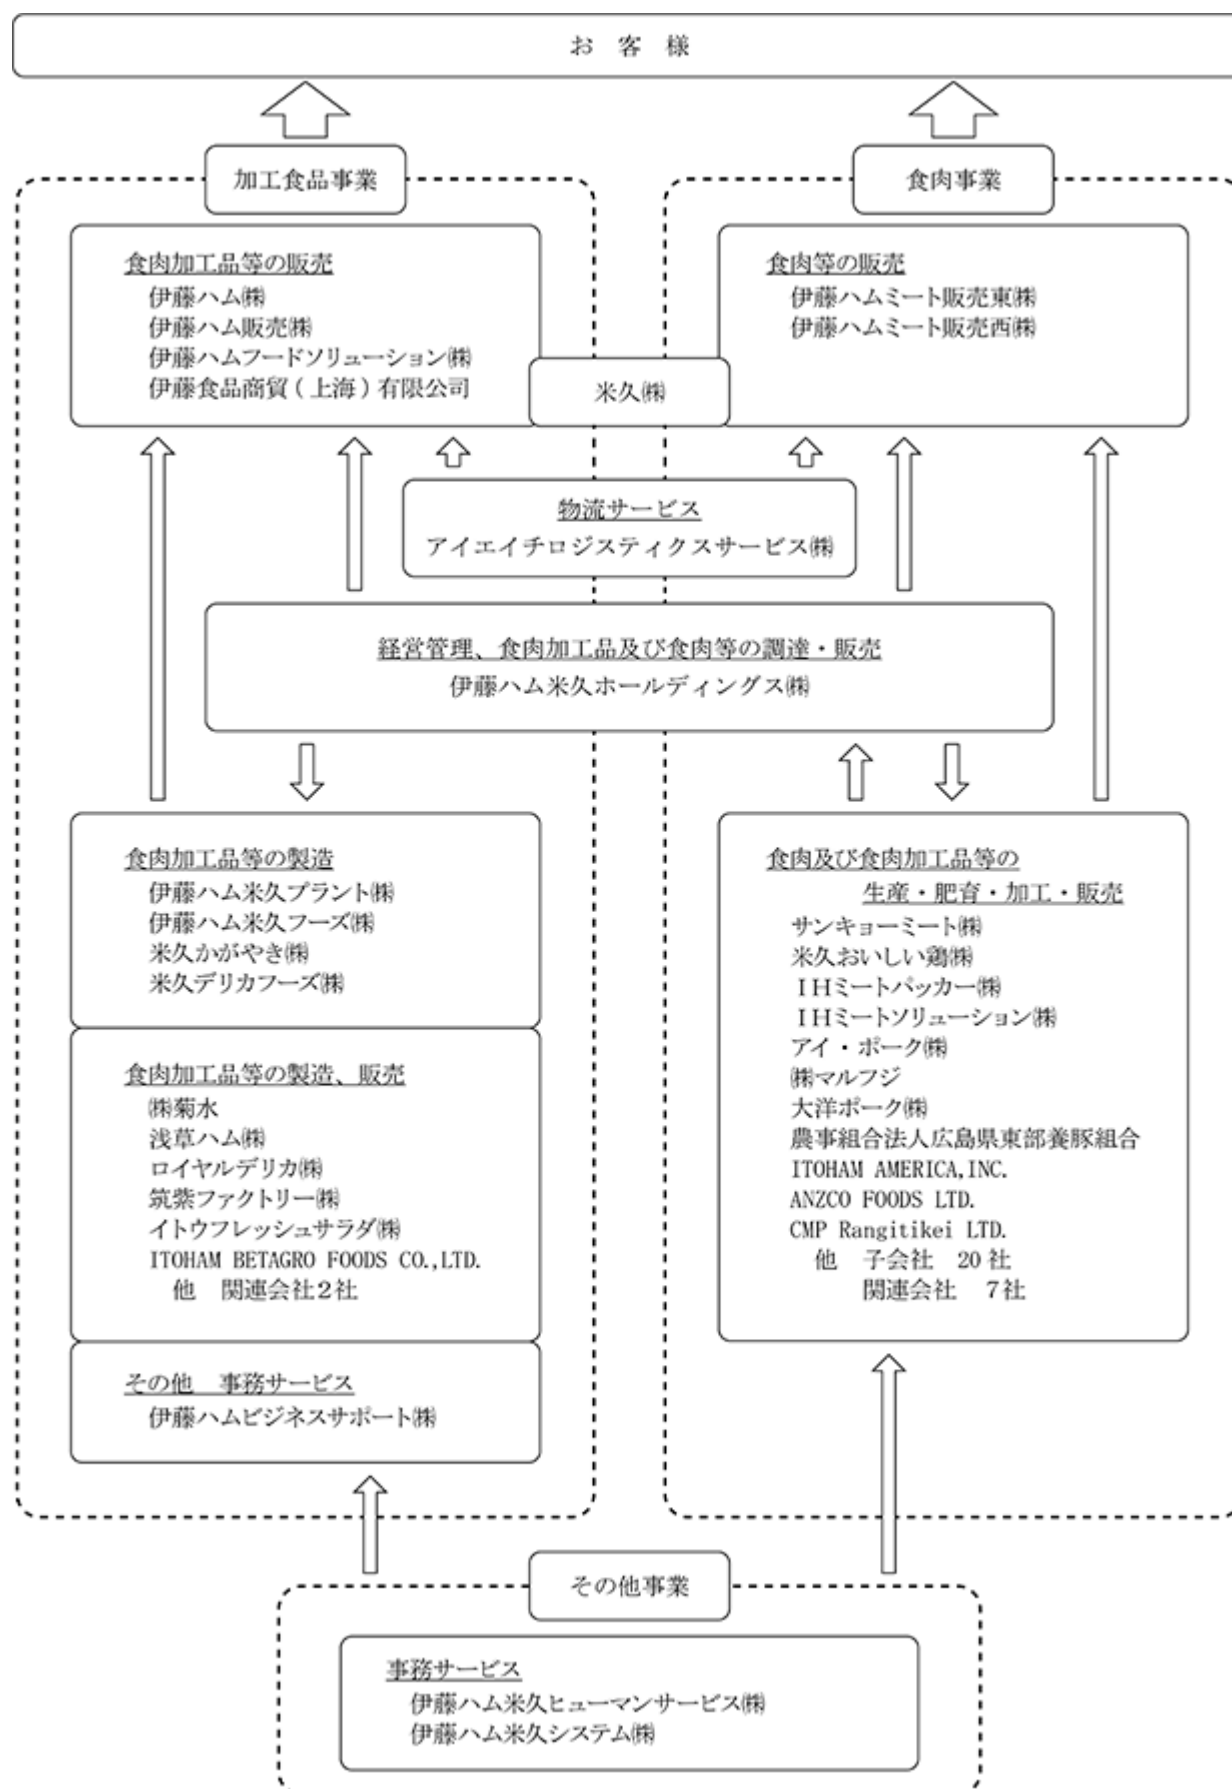 お 客 様
加工食品事業
食肉加工品等の販売
伊藤ハム㈱
伊藤ハム販売㈱
伊藤ハムフードソリューション㈱
伊藤食品商貿(上海)有限公司
食肉事業
食肉等の販売
伊藤ハムミート販売東㈱
伊藤ハムミート販売西㈱
米久㈱
物流サービス
アイエイチロジスティクスサービス㈱
経営管理、食肉加工品及び食肉等の調達・販売
伊藤ハム米久ホールディングス㈱
食肉加工品等の製造
伊藤ハム米久プラント㈱
伊藤ハム米久フーズ㈱
米久かがやき㈱
米久デリカフーズ㈱
食肉加工品等の製造、販売
㈱菊水
浅草ハム㈱
ロイヤルデリカ㈱
筑紫ファクトリー㈱
イトウフレッシュサラダ㈱
ITOHAM BETAGRO FOODS CO.,LTD.
他 関連会社2社
その他 事務サービス
伊藤ハムビジネスサポート㈱
食肉及び食肉加工品等の
生産・肥育・加工・販売
サンキョーミート㈱
米久おいしい鶏㈱
IHミートパッカー㈱
IHミートソリューション㈱
アイ・ポーク㈱
㈱マルフジ
大洋ポーク㈱
農事組合法人広島県東部養豚組合
ITOHAM AMERICA,INC.
ANZCO FOODS LTD.
CMP Rangitikei LTD.
他 子会社 20社
関連会社 7社
その他事業
事務サービス
伊藤ハム米久ヒューマンサービス㈱
伊藤ハム米久システム㈱